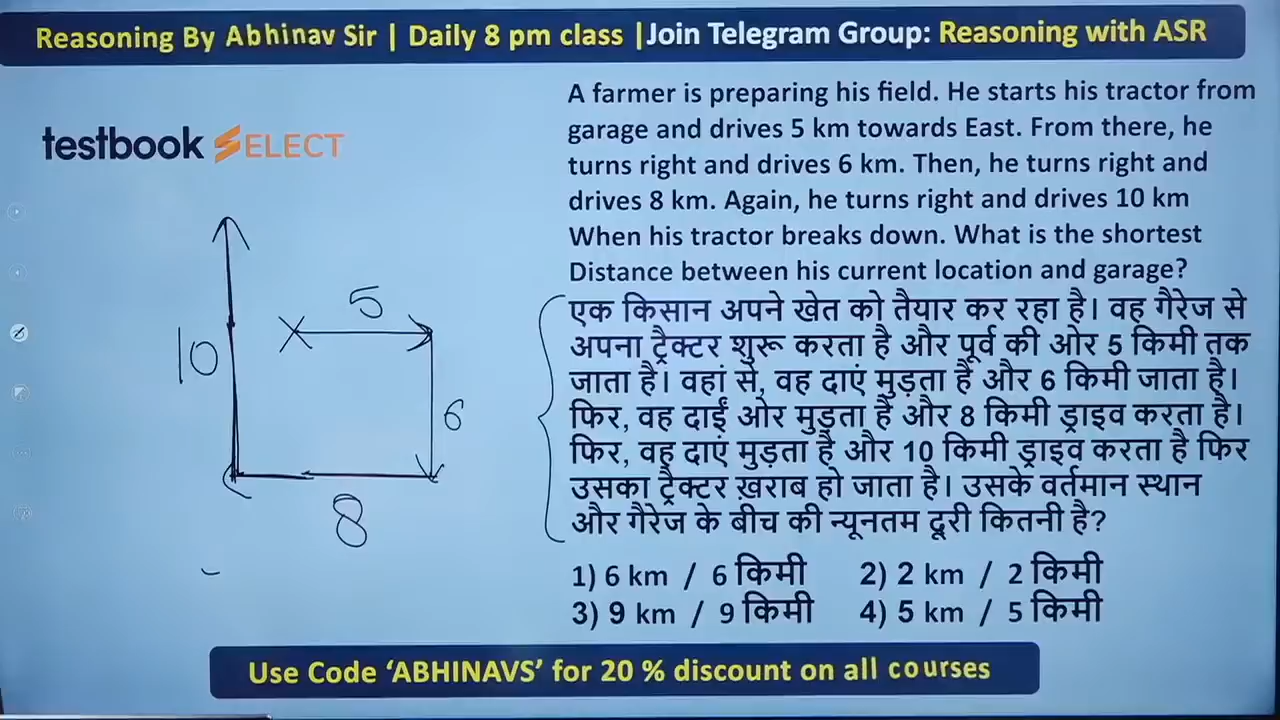 Reasoning By Abhinav Sir | Daily 8 pm class |Join Telegram Group: Reasoning with ASR
testbook SELECT
A farmer is preparing his field. He starts his tractor from
garage and drives 5 km towards East. From there, he
turns right and drives 6 km. Then, he turns right and
drives 8 km. Again, he turns right and drives 10 km
When his tractor breaks down. What is the shortest
Distance between his current location and garage?
एक किसान अपने खेत को तैयार कर रहा है। वह गैरेज से
अपना ट्रैक्टर शुरू करता है और पूर्व की ओर 5 किमी तक
जाता है। वहां से, वह दाएं मुड़ता है और 6 किमी जाता है।
फिर, वह दाईं ओर मुड़ता है और 8 किमी ड्राइव करता है।
फिर, वह दाएं मुड़ता है और 10 किमी ड्राइव करता है फिर
उसका ट्रैक्टर ख़राब हो जाता है। उसके वर्तमान स्थान
और गैरेज के बीच की न्यूनतम दूरी कितनी है?
1) 6 km / 6 किमी 2) 2 km / 2 किमी
3) 9 km / 9 किमी 4) 5 km / 5 किमी
5
10
6
8
Use Code ‘ABHINAVS’ for 20 % discount on all courses